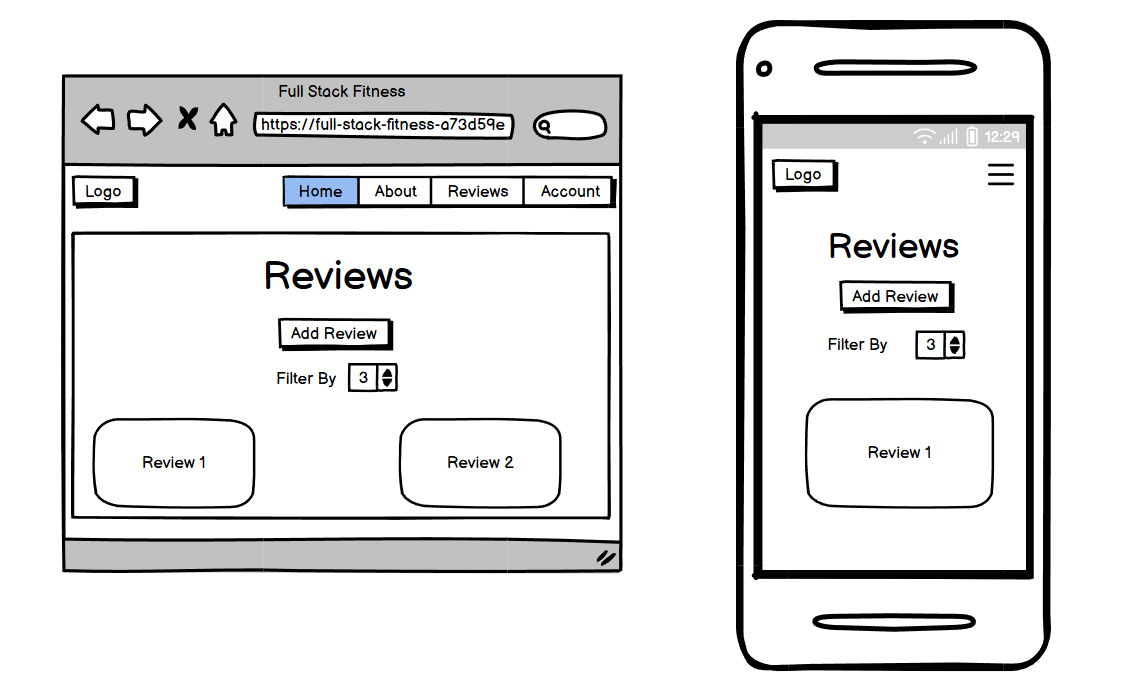 Full Stack Fitness
https://full-stack-fitness-a73d59e
Logo
Home About Reviews Account
Reviews
Add Review
Filter By 3
Review 1 Review 2
12:29
Logo
Reviews
Add Review
Filter By 3
Review 1